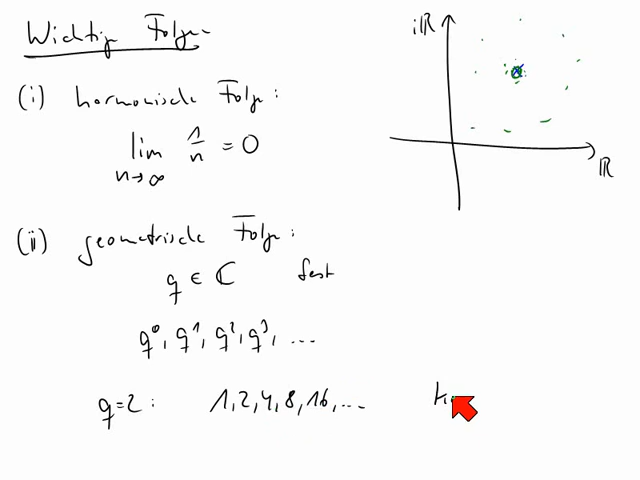 Wichtige Folgen
iℝ
(i) harmonische Folge:
lim 1/n = 0
n→∞
ℝ
(ii) geometrische Folge:
q ∈ ℂ fest
q⁰, q¹, q², q³, ...
q=2: 1, 2, 4, 8, 16, ...